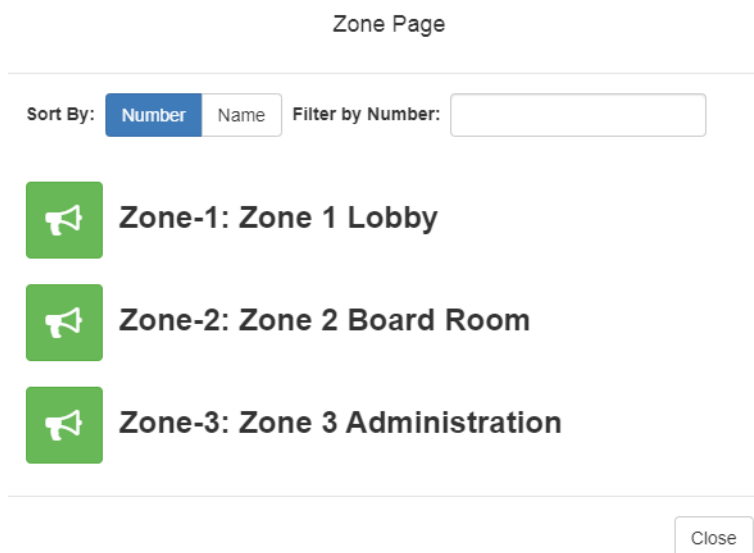 Zone Page
Sort By: Number Name Filter by Number:
Zone-1: Zone 1 Lobby
Zone-2: Zone 2 Board Room
Zone-3: Zone 3 Administration
Close